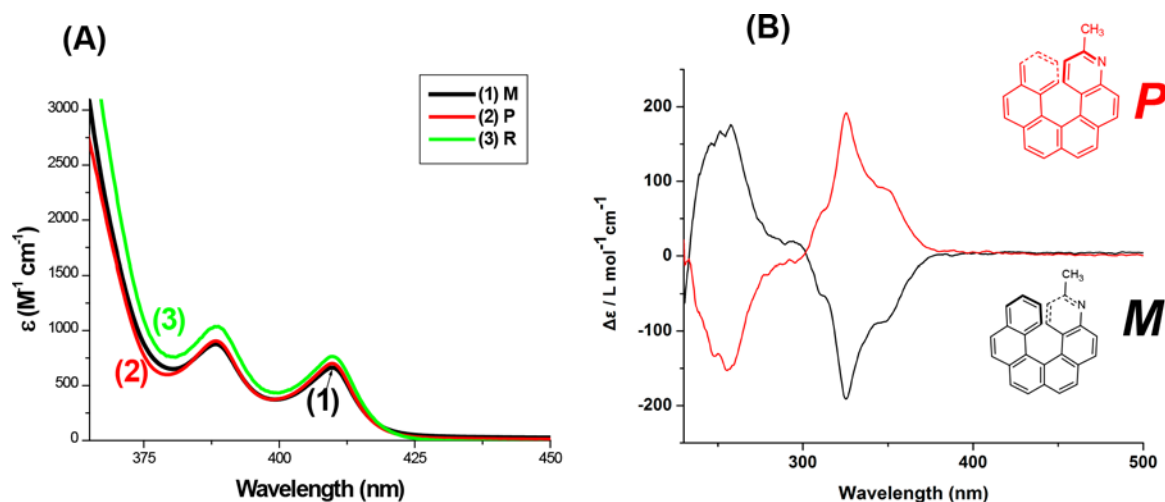 (A)
(1) M
(2) P
(3) R
3000
2500
2000
1500
1000
500
0
ε (M⁻¹ cm⁻¹)
(3)
(2)
(1)
375
400
425
450
Wavelength (nm)
(B)
CH₃
N
P
200
100
0
-100
-200
Δε / L mol⁻¹cm⁻¹
CH₃
N
M
300
400
500
Wavelength (nm)